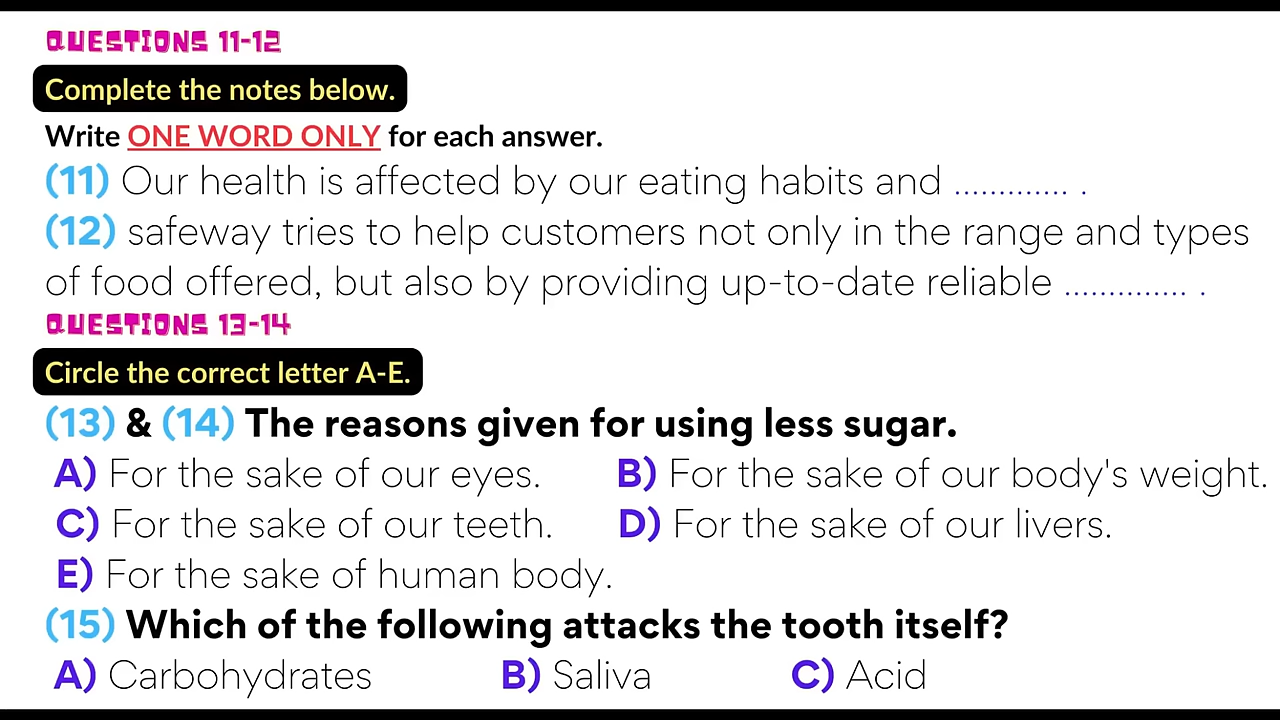 QUESTIONS 11-12
Complete the notes below.
Write ONE WORD ONLY for each answer.
(11) Our health is affected by our eating habits and ............. .
(12) safeway tries to help customers not only in the range and types
of food offered, but also by providing up-to-date reliable .............. .
QUESTIONS 13-14
Circle the correct letter A-E.
(13) & (14) The reasons given for using less sugar.
A) For the sake of our eyes. B) For the sake of our body's weight.
C) For the sake of our teeth. D) For the sake of our livers.
E) For the sake of human body.
(15) Which of the following attacks the tooth itself?
A) Carbohydrates B) Saliva C) Acid